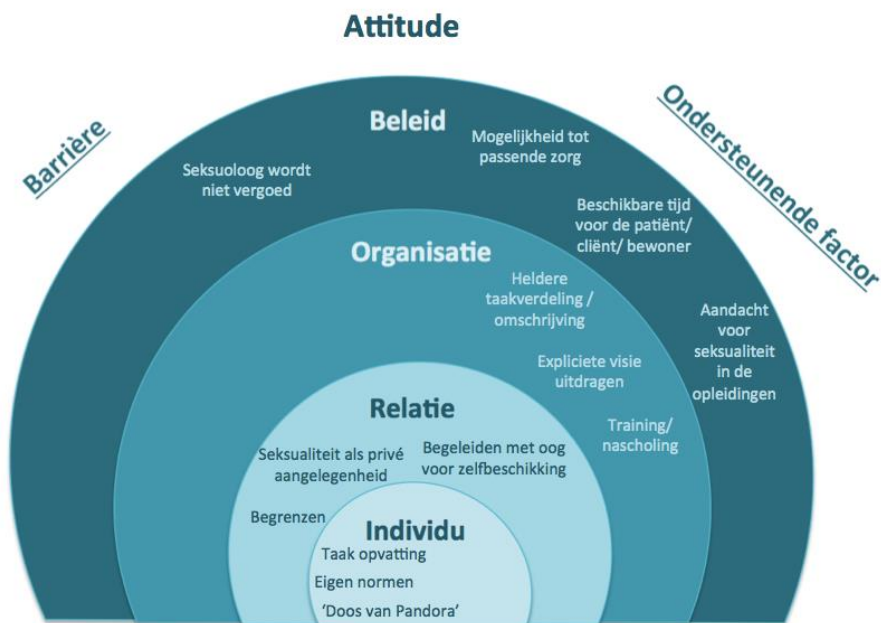 Attitude
Barrière
Ondersteunende factor
Beleid
Seksuoloog wordt
niet vergoed
Mogelijkheid tot
passende zorg
Beschikbare tijd
voor de patiënt/
cliënt/ bewoner
Aandacht
voor
seksualiteit
in de
opleidingen
Organisatie
Heldere
taakverdeling /
omschrijving
Expliciete visie
uitdragen
Training/
nascholing
Relatie
Seksualiteit als privé
aangelegenheid
Begeleiden met oog
voor zelfbeschikking
Begrenzen
Individu
Taak opvatting
Eigen normen
‘Doos van Pandora’